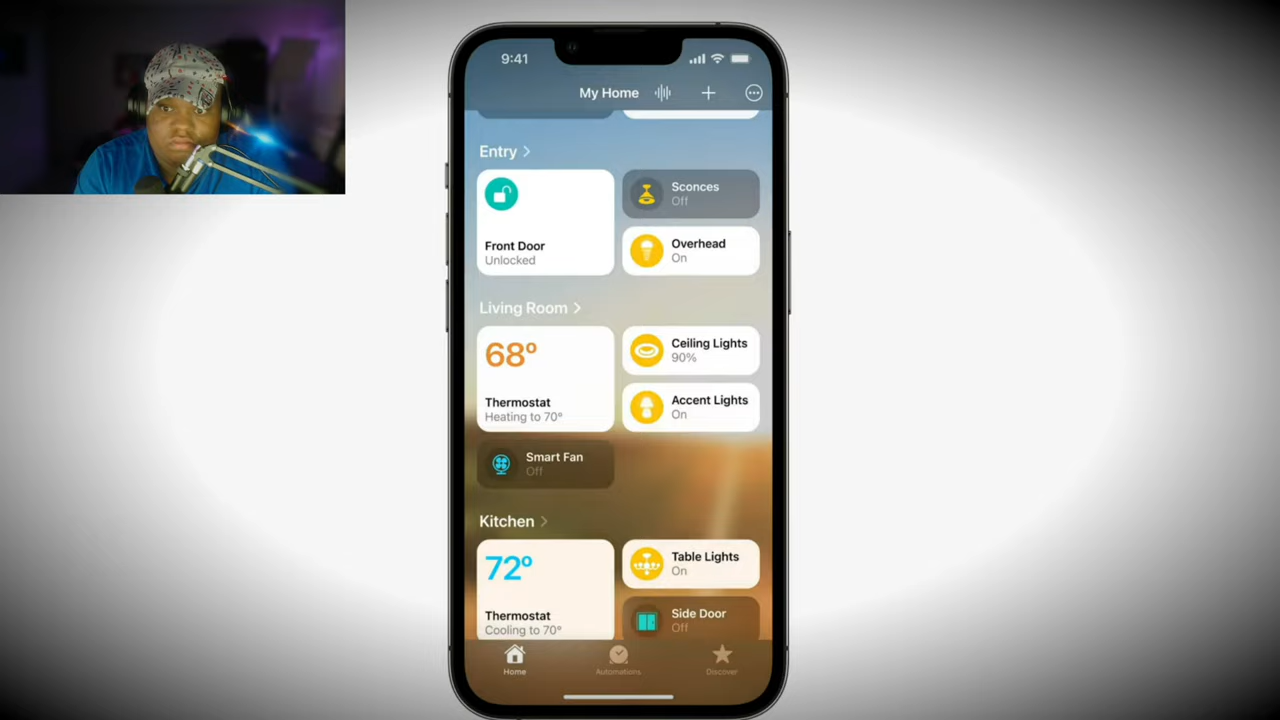 9:41
My Home
Entry >
Front Door
Unlocked
Sconces
Off
Overhead
On
Living Room >
68°
Thermostat
Heating to 70°
Ceiling Lights
90%
Accent Lights
On
Smart Fan
Off
Kitchen >
72°
Thermostat
Cooling to 70°
Table Lights
On
Side Door
Off
Home
Automations
Discover